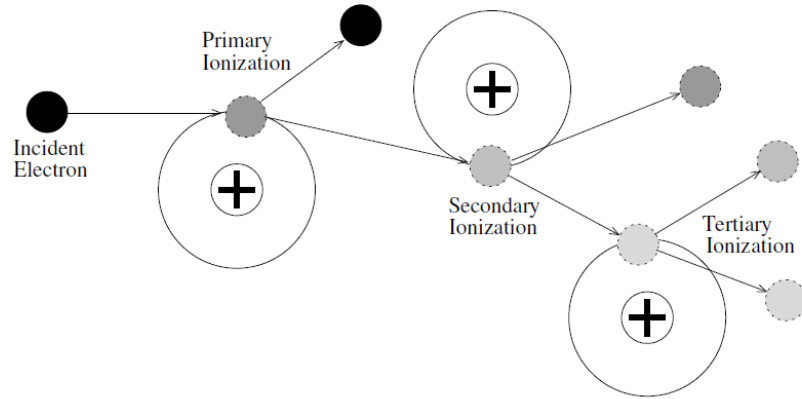 Primary
Ionization
Incident
Electron
Secondary
Ionization
Tertiary
Ionization